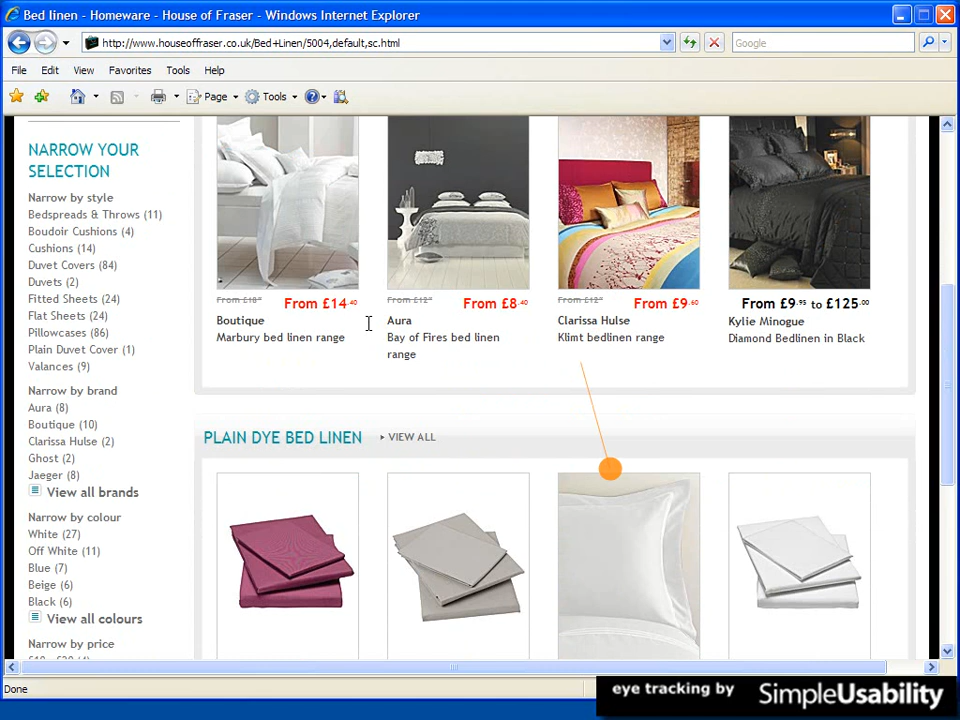 Bed linen - Homeware - House of Fraser - Windows Internet Explorer
http://www.houseoffraser.co.uk/Bed+Linen/5004,default,sc.html
Google
File Edit View Favorites Tools Help
Page Tools
NARROW YOUR
SELECTION
Narrow by style
Bedspreads & Throws (11)
Boudoir Cushions (4)
Cushions (14)
Duvet Covers (84)
Duvets (2)
Fitted Sheets (24)
Flat Sheets (24)
Pillowcases (86)
Plain Duvet Cover (1)
Valances (9)
Narrow by brand
Aura (8)
Boutique (10)
Clarissa Hulse (2)
Ghost (2)
Jaeger (8)
View all brands
Narrow by colour
White (27)
Off White (11)
Blue (7)
Beige (6)
Black (6)
View all colours
Narrow by price
From £14.40
Boutique
Marbury bed linen range
From £8.40
Aura
Bay of Fires bed linen
range
From £9.60
Clarissa Hulse
Klimt bedlinen range
From £9.95 to £125.00
Kylie Minogue
Diamond Bedlinen in Black
PLAIN DYE BED LINEN VIEW ALL
Done
eye tracking by SimpleUsability